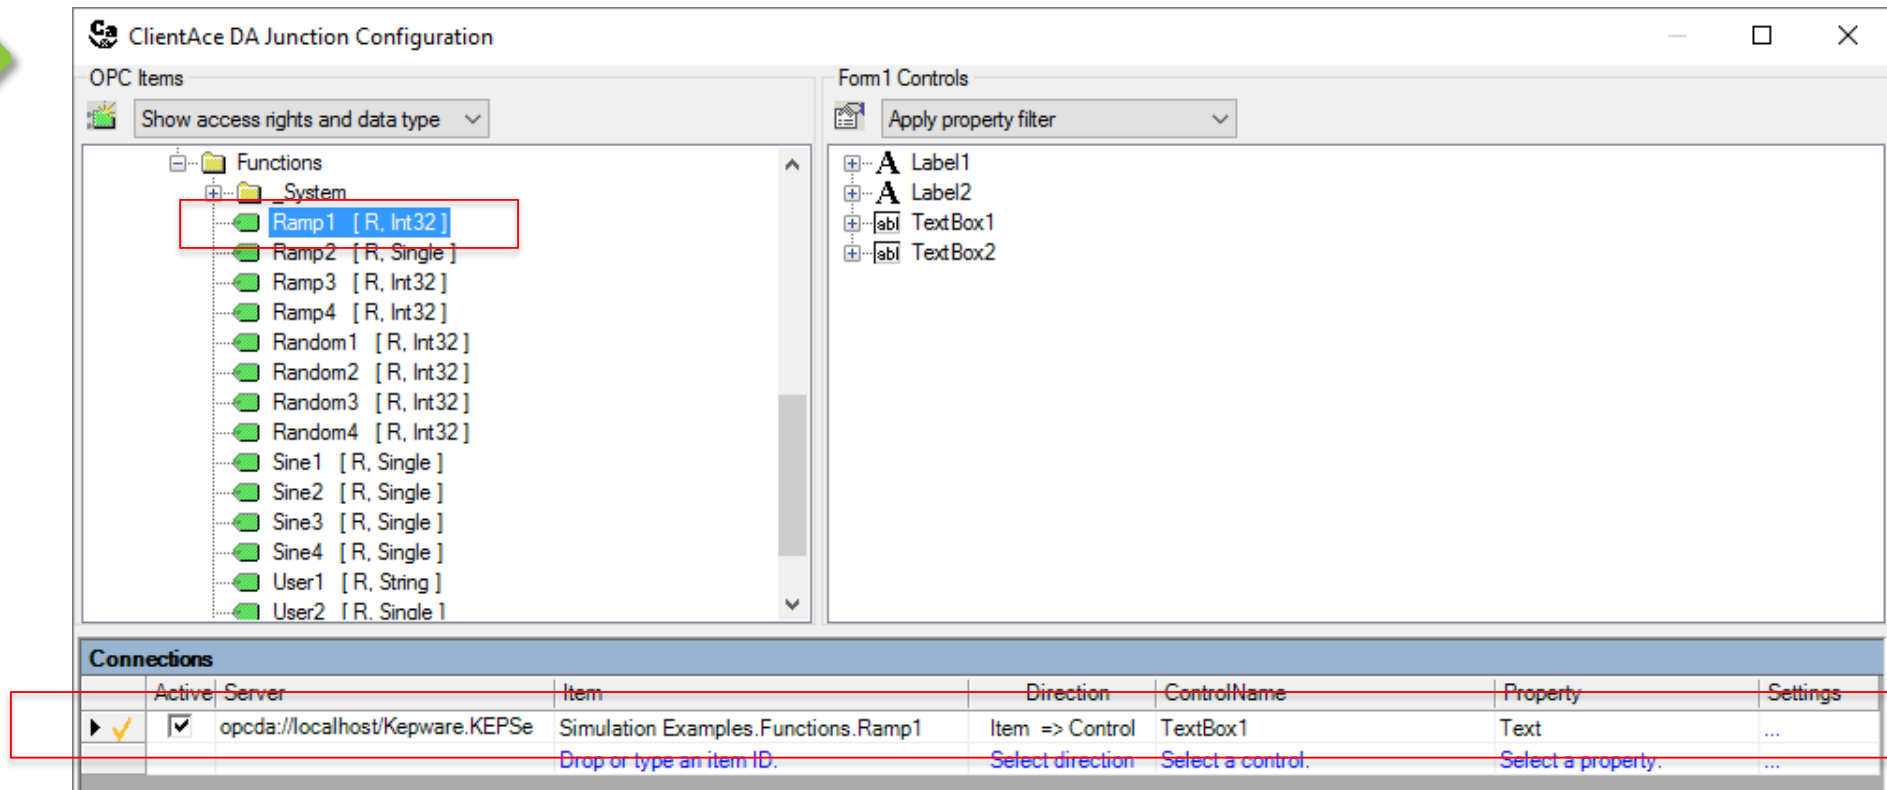 ClientAce DA Junction Configuration
OPC Items
Show access rights and data type
Functions
_System
Ramp1 [ R, Int32 ]
Ramp2 [ R, Single ]
Ramp3 [ R, Int32 ]
Ramp4 [ R, Int32 ]
Random1 [ R, Int32 ]
Random2 [ R, Int32 ]
Random3 [ R, Int32 ]
Random4 [ R, Int32 ]
Sine1 [ R, Single ]
Sine2 [ R, Single ]
Sine3 [ R, Single ]
Sine4 [ R, Single ]
User1 [ R, String ]
User2 [ R, Single ]
Form1 Controls
Apply property filter
A Label1
A Label2
abl TextBox1
abl TextBox2
Connections
Active Server Item Direction ControlName Property Settings
opcda://localhost/Kepware.KEPSe Simulation Examples.Functions.Ramp1 Item => Control TextBox1 Text ...
Drop or type an item ID. Select direction Select a control. Select a property. ...